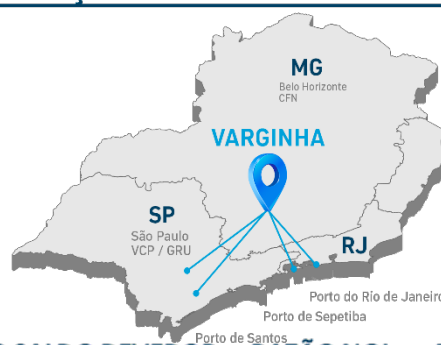 MG
Belo Horizonte
CFN
VARGINHA
SP
São Paulo
VCP / GRU
RJ
Porto do Rio de Janeiro
Porto de Sepetiba
Porto de Santos